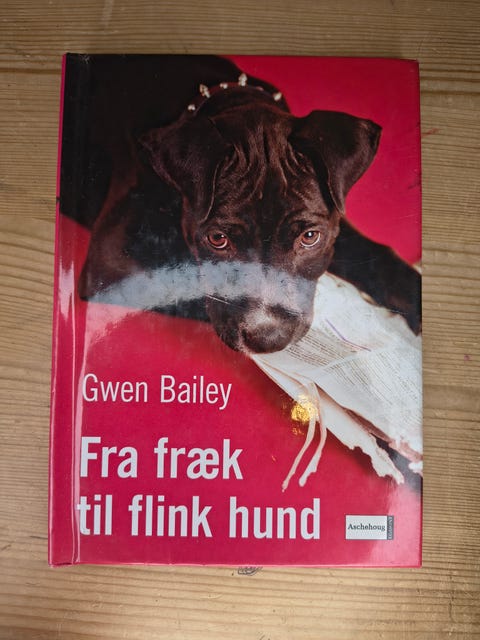 Gwen Bailey
Fra fræk
til flink hund
Aschehoug